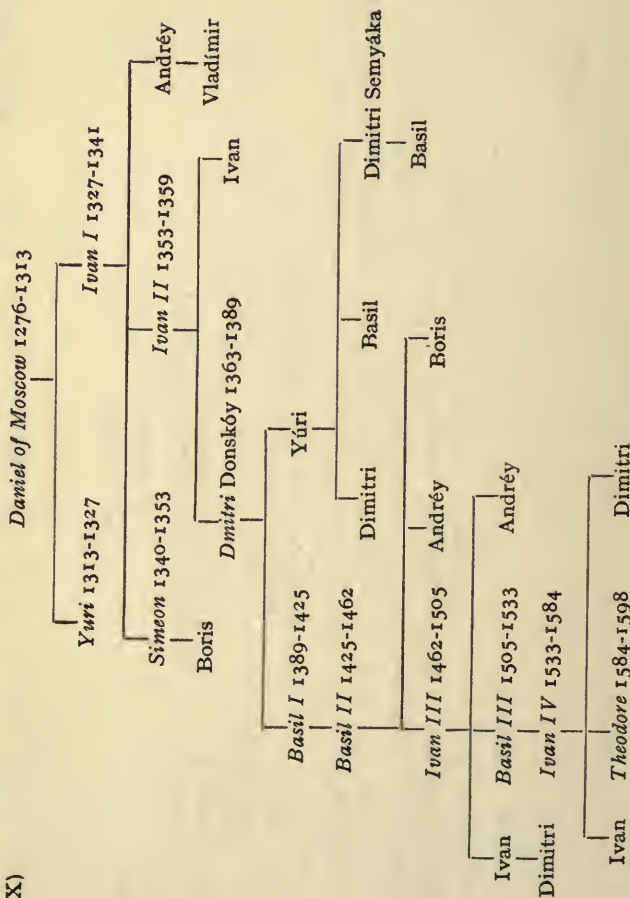 X)
Daniel of Moscow 1276-1313
Yuri 1313-1327
Ivan I 1327-1341
Simeon 1340-1353
Ivan II 1353-1359
Andréy
Boris
Vladímir
Dmitri Donskóy 1363-1389
Ivan
Basil I 1389-1425
Yúri
Basil II 1425-1462
Dimitri
Basil
Dimitri Semyáka
Basil
Ivan III 1462-1505
Andréy
Boris
Ivan
Basil III 1505-1533
Andréy
Dimitri
Ivan IV 1533-1584
Ivan
Theodore 1584-1598
Dimitri